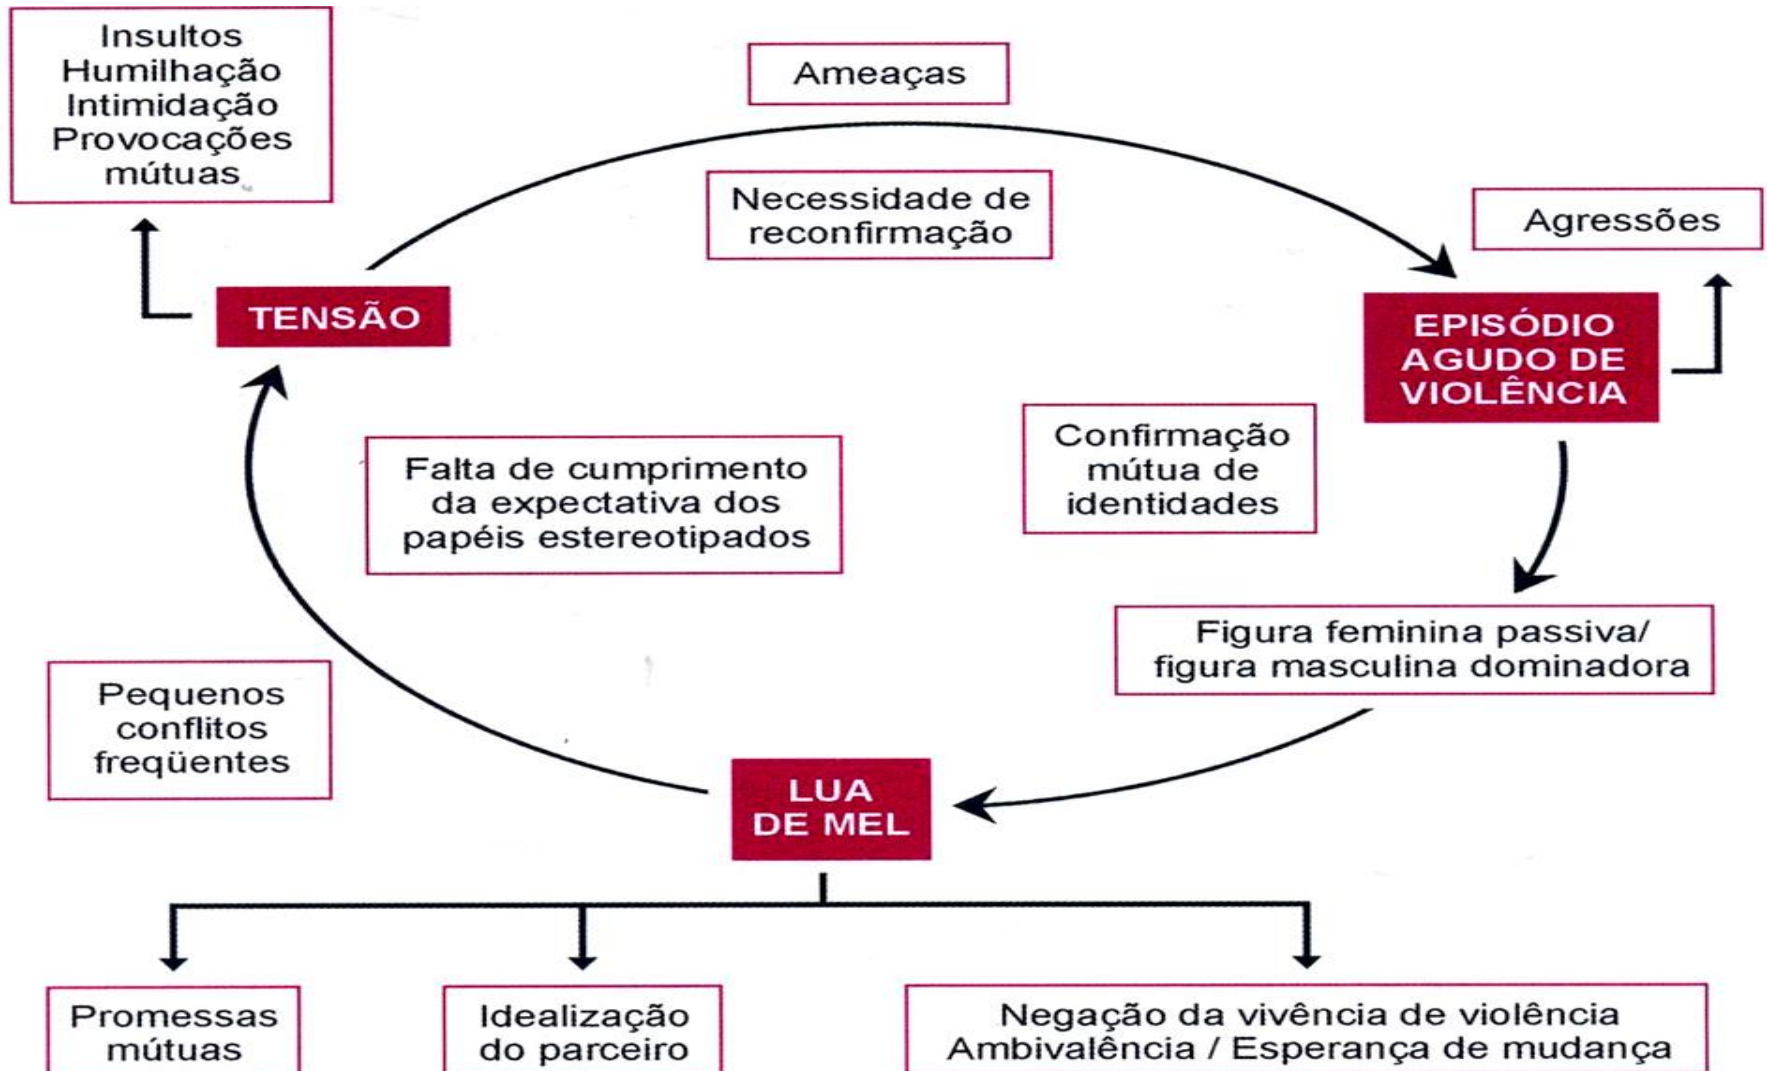 Insultos
Humilhação
Intimidação
Provocações
mútuas
Ameaças
Necessidade de
reconfirmação
Agressões
TENSÃO
EPISÓDIO
AGUDO DE
VIOLÊNCIA
Confirmação
mútua de
identidades
Falta de cumprimento
da expectativa dos
papéis estereotipados
Figura feminina passiva/
figura masculina dominadora
Pequenos
conflitos
freqüentes
LUA
DE MEL
Promessas
mútuas
Idealização
do parceiro
Negação da vivência de violência
Ambivalência / Esperança de mudança